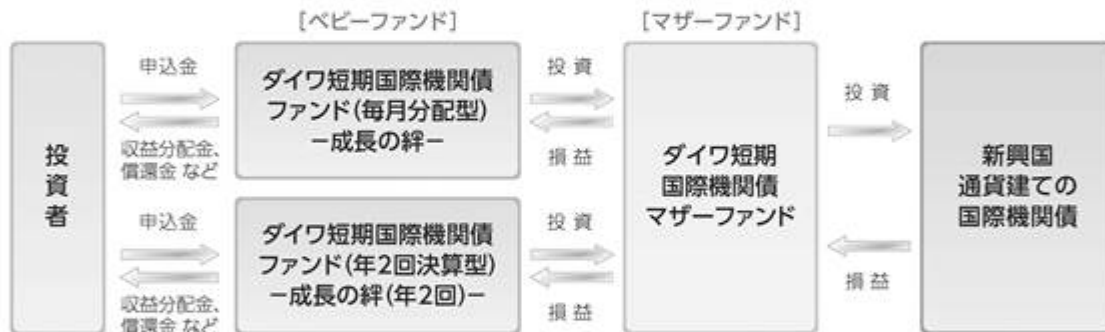 [ベビーファンド]
[マザーファンド]
投資者
申込金
収益分配金、
償還金 など
ダイワ短期国際機関債
ファンド(毎月分配型)
－成長の絆－
投 資
損 益
申込金
収益分配金、
償還金 など
ダイワ短期国際機関債
ファンド(年2回決算型)
－成長の絆(年2回)－
投 資
損 益
ダイワ短期
国際機関債
マザーファンド
投 資
損 益
新興国
通貨建ての
国際機関債